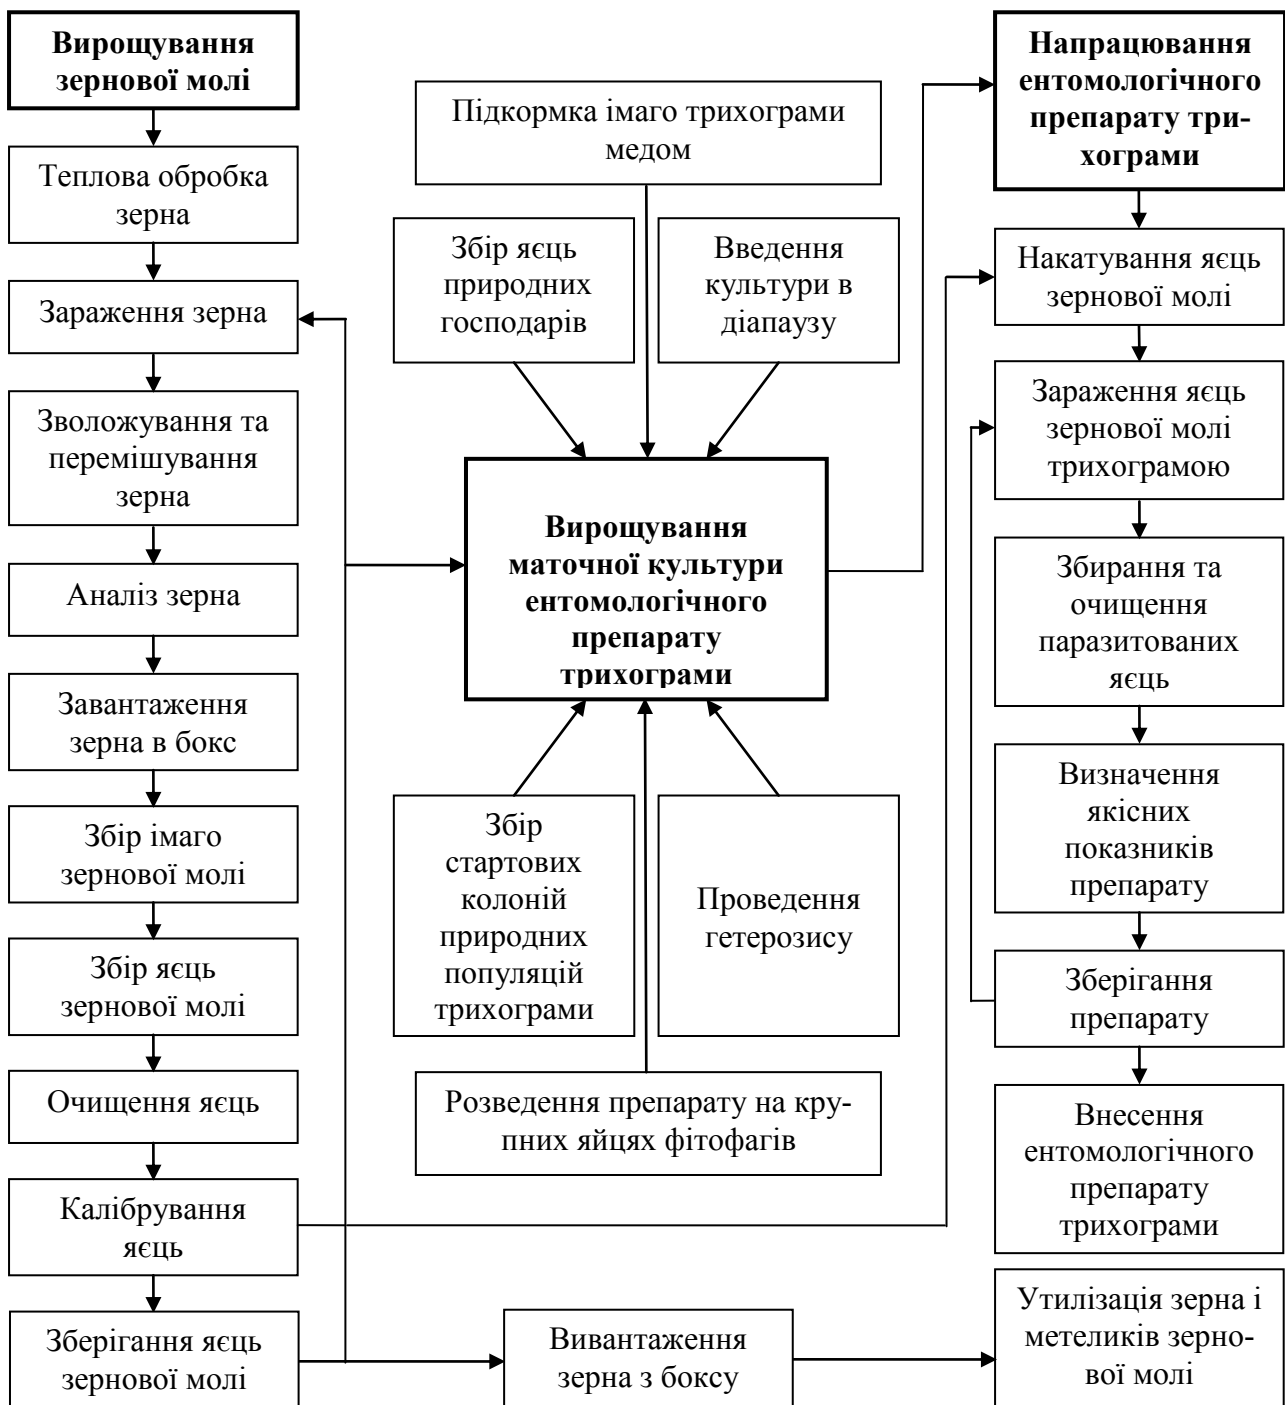 Вирощування
зернової молі
Теплова обробка
зерна
Зараження зерна
Зволожування та
перемішування
зерна
Аналіз зерна
Завантаження
зерна в бокс
Збір імаго
зернової молі
Збір яєць
зернової молі
Очищення яєць
Калібрування
яєць
Зберігання яєць
зернової молі
Підкормка імаго трихограми
медом
Збір яєць
природних
господарів
Введення
культури в
діапаузу
Вирощування
маточної культури
ентомологічного
препарату
трихограми
Збір
стартових
колоній
природних
популяцій
трихограми
Проведення
гетерозису
Розведення препарату на кру-
пних яйцях фітофагів
Вивантаження
зерна з боксу
Напрацювання
ентомологічного
препарату три-
хограми
Накатування яєць
зернової молі
Зараження яєць
зернової молі
трихограмою
Збирання та
очищення
паразитованих
яєць
Визначення
якісних
показників
препарату
Зберігання
препарату
Внесення
ентомологічного
препарату
трихограми
Утилізація зерна і
метеликів зерно-
вої молі